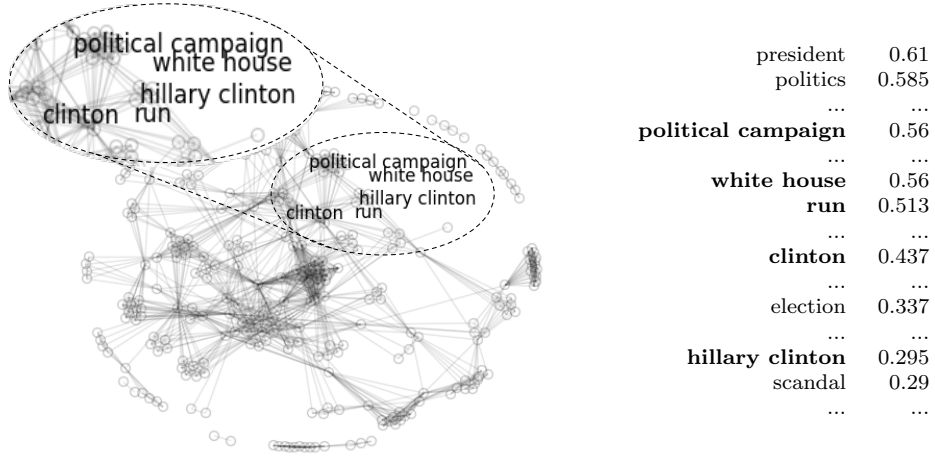 political campaign
white house
hillary clinton
clinton run
political campaign
white house
hillary clinton
clinton run
president 0.61
politics 0.585
... ...
political campaign 0.56
... ...
white house 0.56
run 0.513
... ...
clinton 0.437
... ...
election 0.337
... ...
hillary clinton 0.295
scandal 0.29
... ...